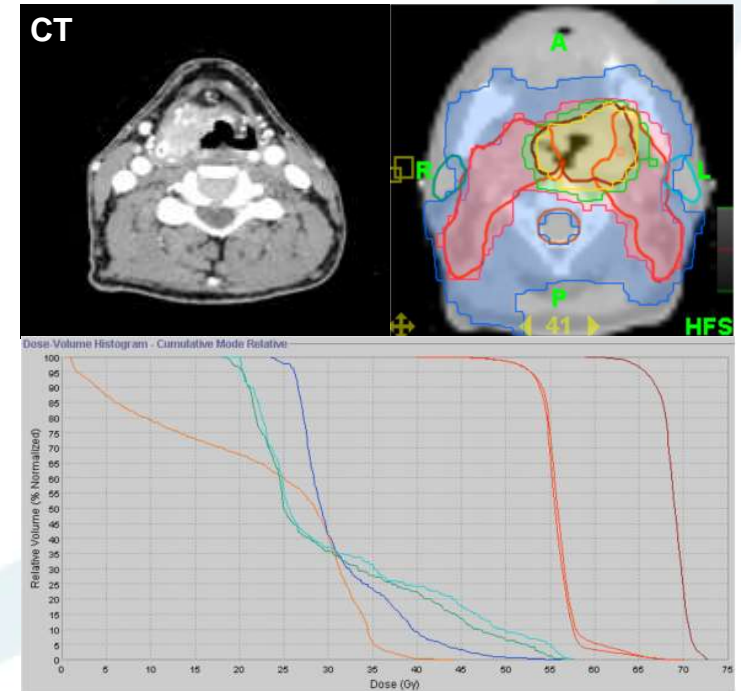 CT
A
R
L
P
41
HFS
Dose-Volume Histogram - Cumulative Mode Relative
Relative Volume (% Normalized)
100
95
90
85
80
75
70
65
60
55
50
45
40
35
30
25
20
15
10
5
0
0 5 10 15 20 25 30 35 40 45 50 55 60 65 70 75
Dose (Gy)